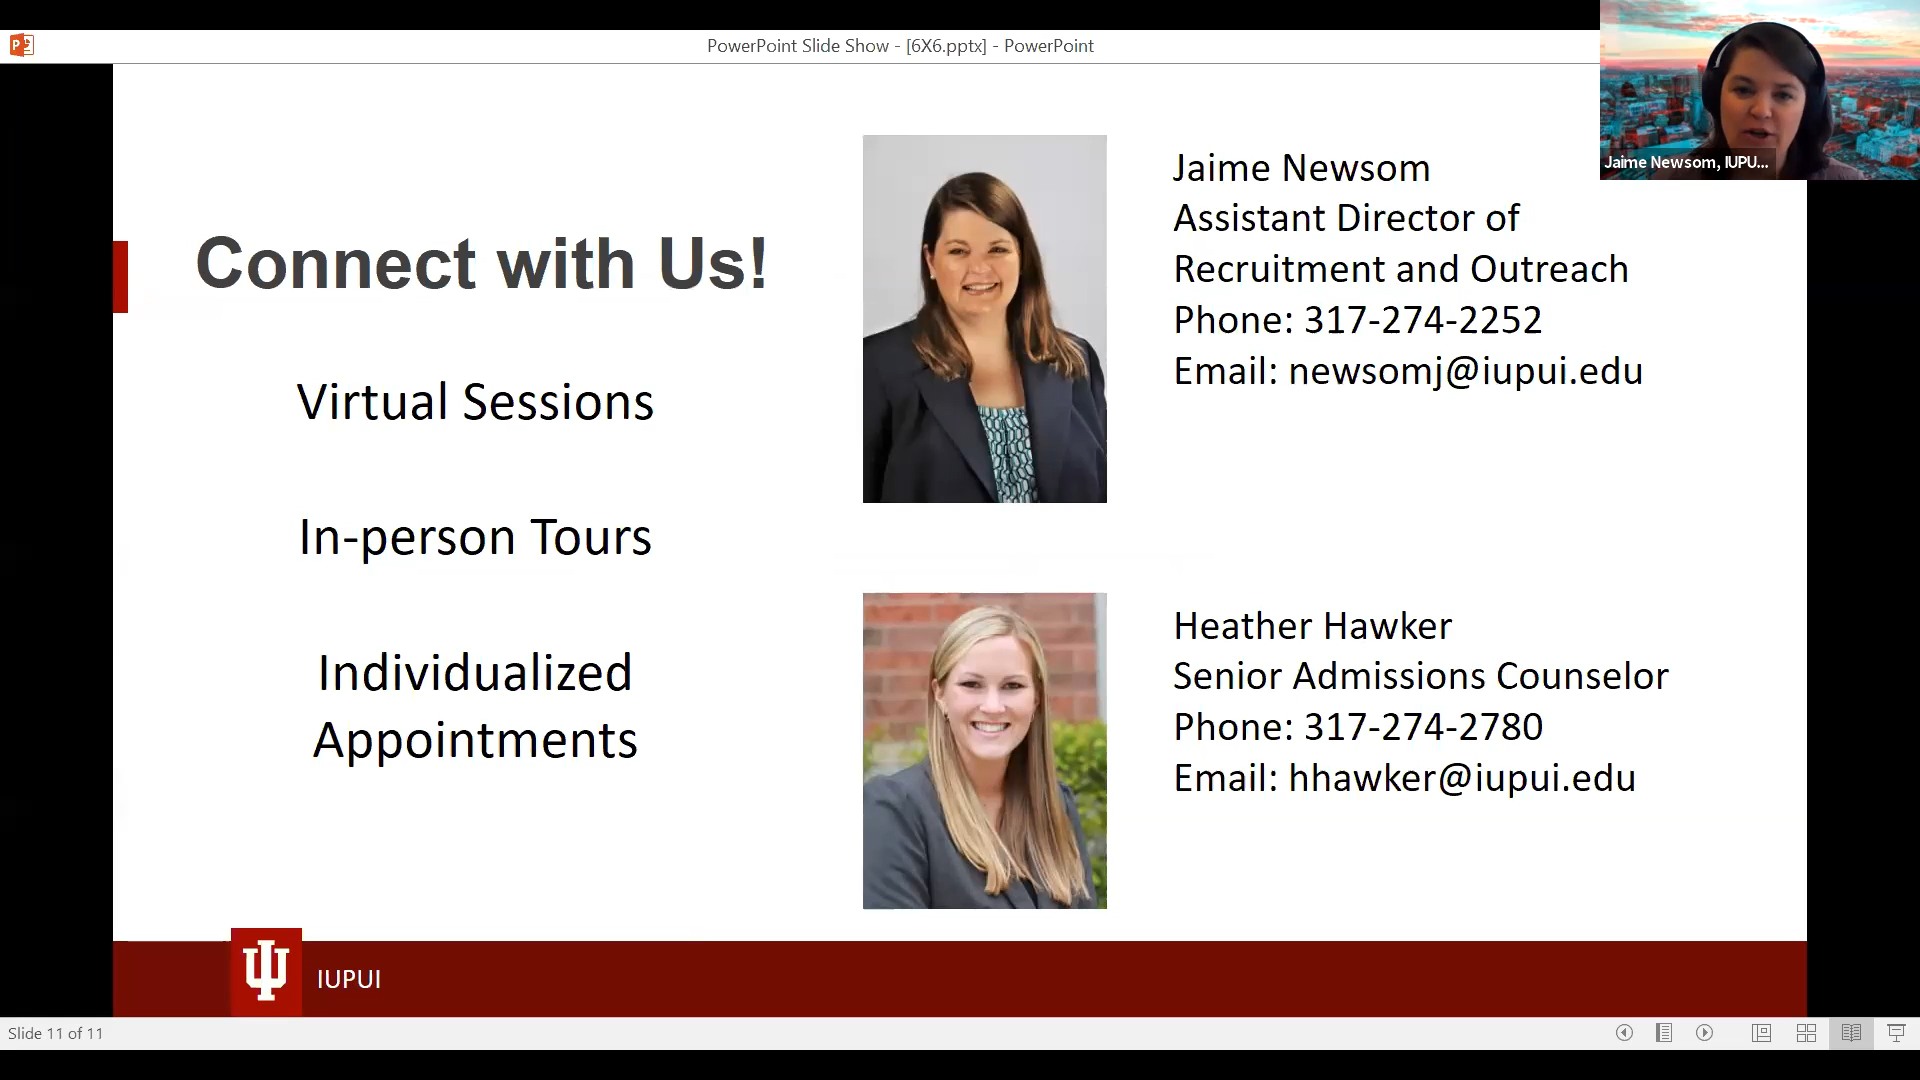 PowerPoint Slide Show - [6X6.pptx] - PowerPoint
Jaime Newsom, IUPU...
Connect with Us!
Virtual Sessions
In-person Tours
Individualized
Appointments
Jaime Newsom
Assistant Director of
Recruitment and Outreach
Phone: 317-274-2252
Email: newsomj@iupui.edu
Heather Hawker
Senior Admissions Counselor
Phone: 317-274-2780
Email: hhawker@iupui.edu
IUPUI
Slide 11 of 11